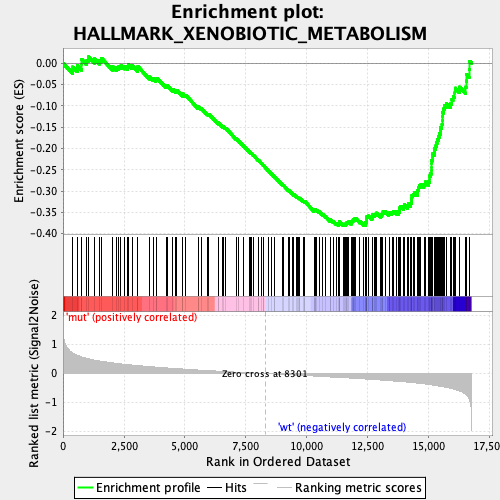 Enrichment plot:
HALLMARK_XENOBIOTIC_METABOLISM
Enrichment score (ES)
0.00
-0.05
-0.10
-0.15
-0.20
-0.25
-0.30
-0.35
-0.40
'mut' (positively correlated)
Ranked list metric (Signal2Noise)
2
1
0
-1
-2
Zero cross at 8301
'wt' (negatively correlated)
0
2,500
5,000
7,500
10,000
12,500
15,000
17,500
Rank in Ordered Dataset
Enrichment profile
Hits
Ranking metric scores